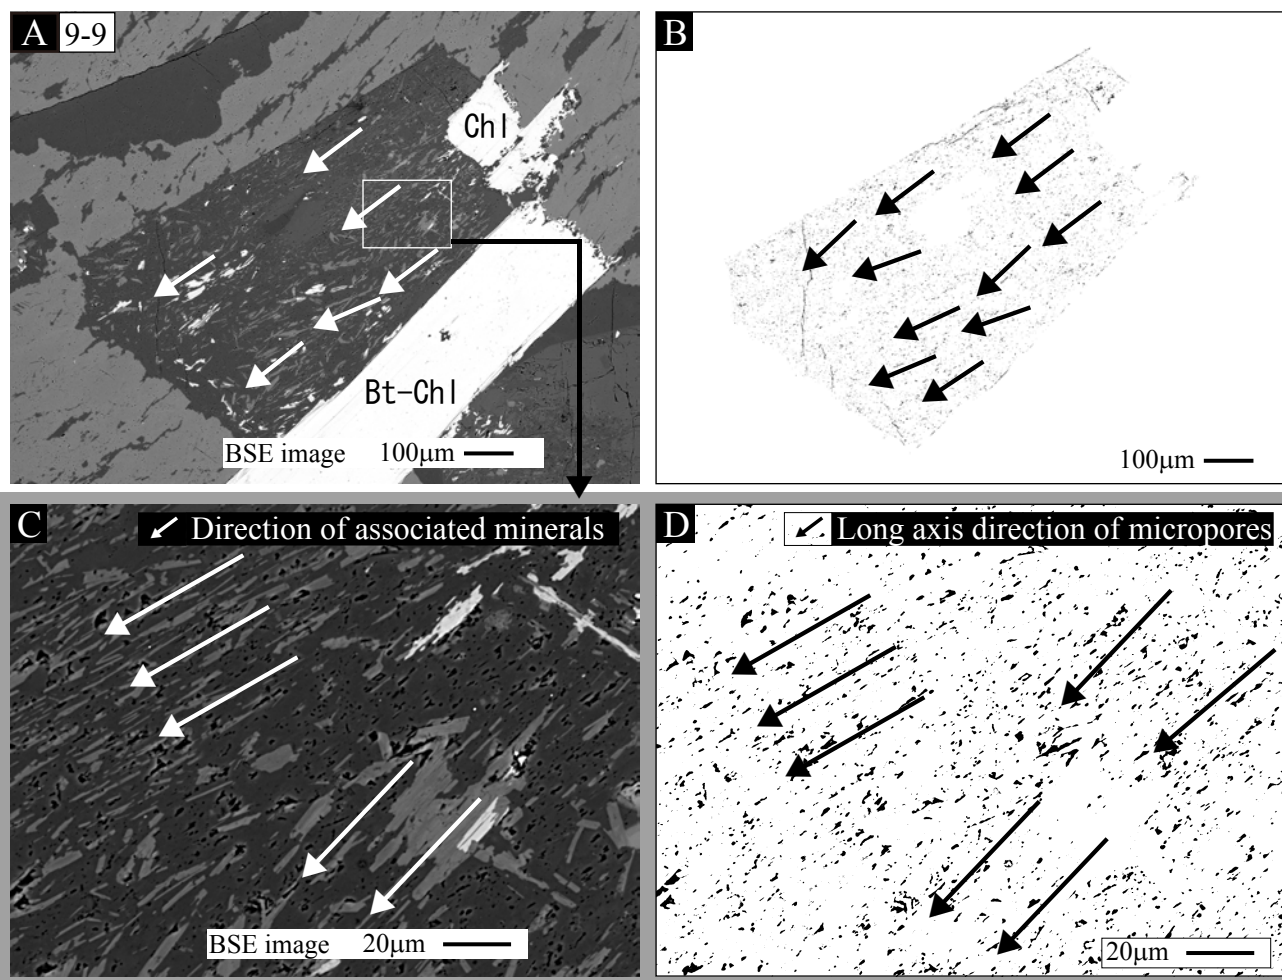 A 9-9
Chl
Bt-Chl
BSE image 100μm
B
100μm
C
Direction of associated minerals
BSE image 20μm
D
Long axis direction of micropores
20μm